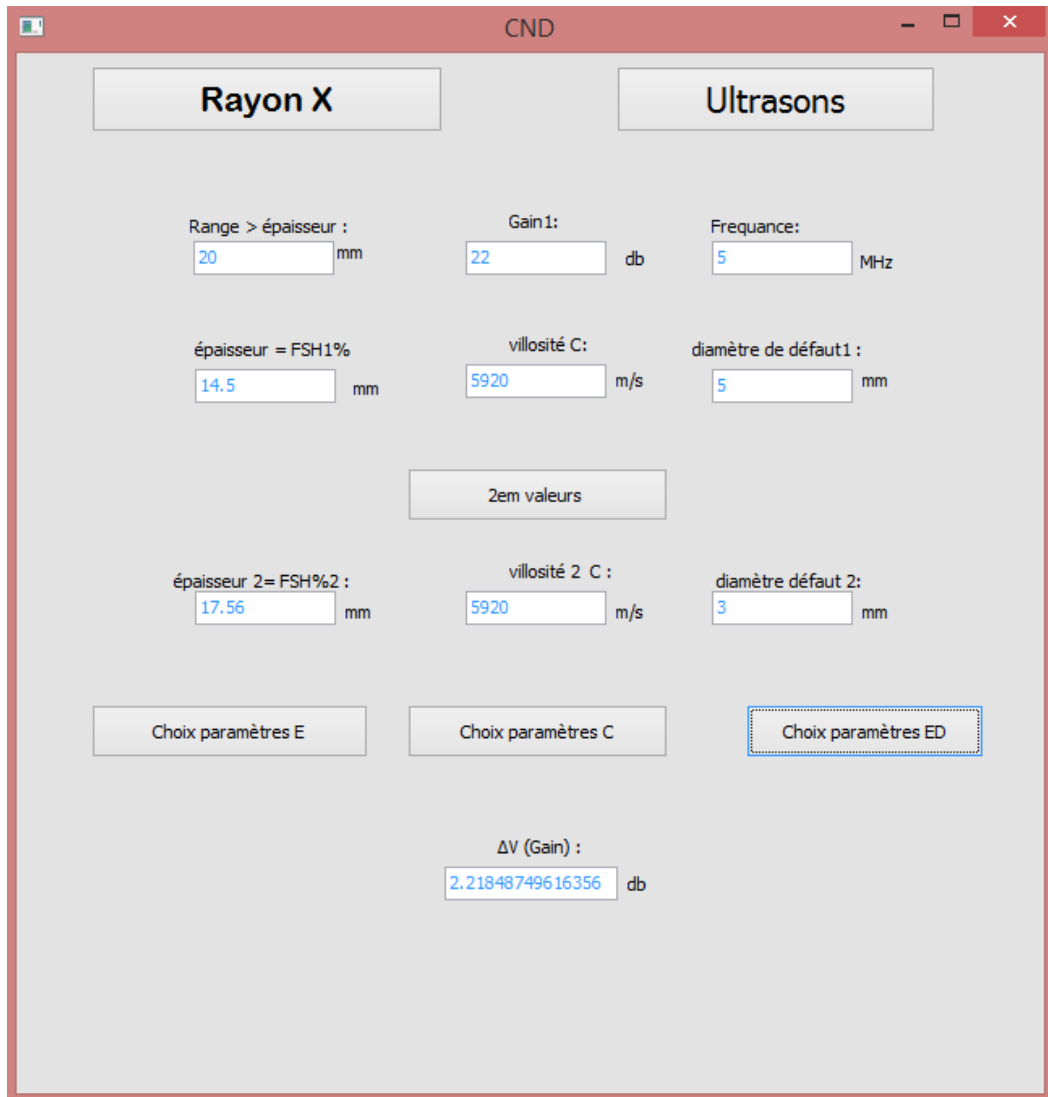 CND
Rayon X
Ultrasons
Range > épaisseur :
20
mm
Gain1:
22
db
Frequance:
5
MHz
épaisseur = FSH1%
14.5
mm
villosité C:
5920
m/s
diamètre de défaut1 :
5
mm
2em valeurs
épaisseur 2= FSH%2 :
17.56
mm
villosité 2 C :
5920
m/s
diamètre défaut 2:
3
mm
Choix paramètres E
Choix paramètres C
Choix paramètres ED
ΔV (Gain) :
2.21848749616356
db